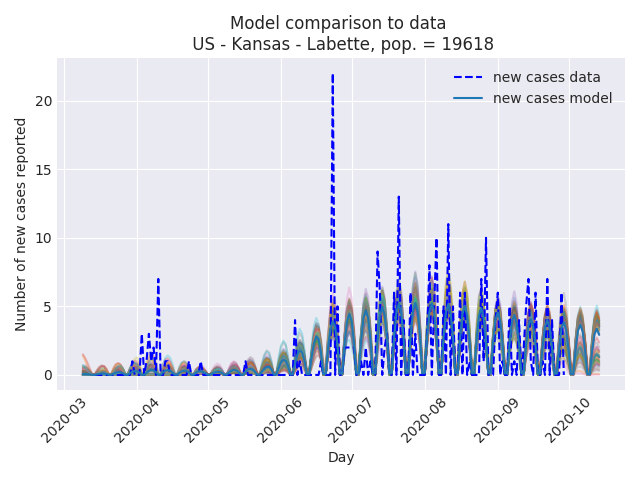 Model comparison to data
US - Kansas - Labette, pop. = 19618
new cases data
new cases model
Number of new cases reported
20
15
10
5
0
2020-03
2020-04
2020-05
2020-06
2020-07
2020-08
2020-09
2020-10
Day